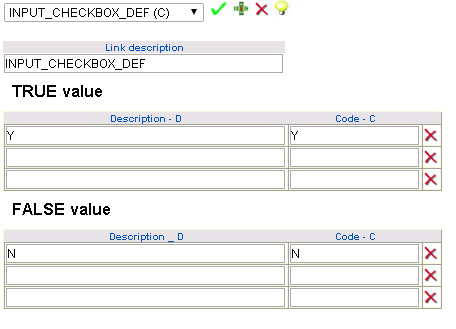 INPUT_CHECKBOX_DEF (C)
Link description
INPUT_CHECKBOX_DEF
TRUE value
Description - D Code - C
Y Y
FALSE value
Description _ D Code - C
N N